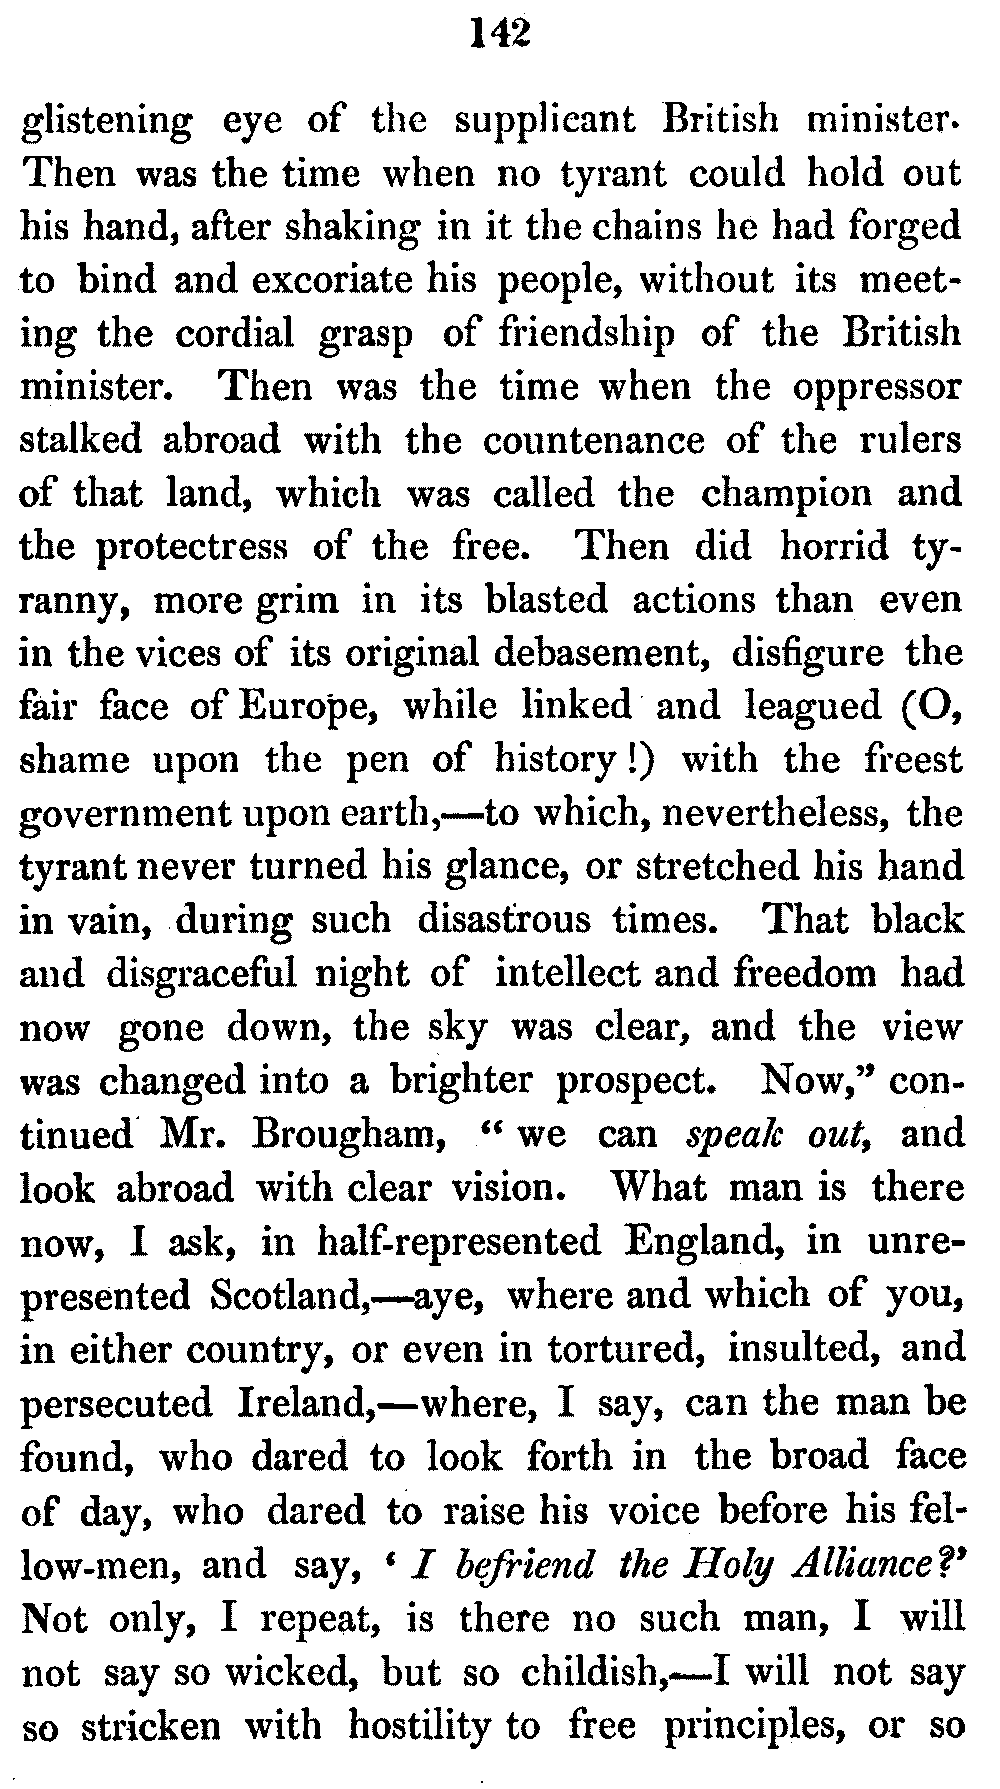 142
glistening eye of the supplicant British minister.
Then was the time when no tyrant could hold out
his hand, after shaking in it the chains he had forged
to bind and excoriate his people, without its meet-
ing the cordial grasp of friendship of the British
minister. Then was the time when the oppressor
stalked abroad with the countenance of the rulers
of that land, which was called the champion and
the protectress of the free. Then did horrid ty-
ranny, more grim in its blasted actions than even
in the vices of its original debasement, disfigure the
fair face of Europe, while linked and leagued (O,
shame upon the pen of history!) with the freest
government upon earth,—to which, nevertheless, the
tyrant never turned his glance, or stretched his hand
in vain, during such disastrous times. That black
and disgraceful night of intellect and freedom had
now gone down, the sky was clear, and the view
was changed into a brighter prospect. Now,” con-
tinued Mr. Brougham, “ we can speak out, and
look abroad with clear vision. What man is there
now, I ask, in half-represented England, in unre-
presented Scotland,—aye, where and which of you,
in either country, or even in tortured, insulted, and
persecuted Ireland,—where, I say, can the man be
found, who dared to look forth in the broad face
of day, who dared to raise his voice before his fel-
low-men, and say, ‘ I befriend the Holy Alliance?’
Not only, I repeat, is there no such man, I will
not say so wicked, but so childish,—I will not say
so stricken with hostility to free principles, or so